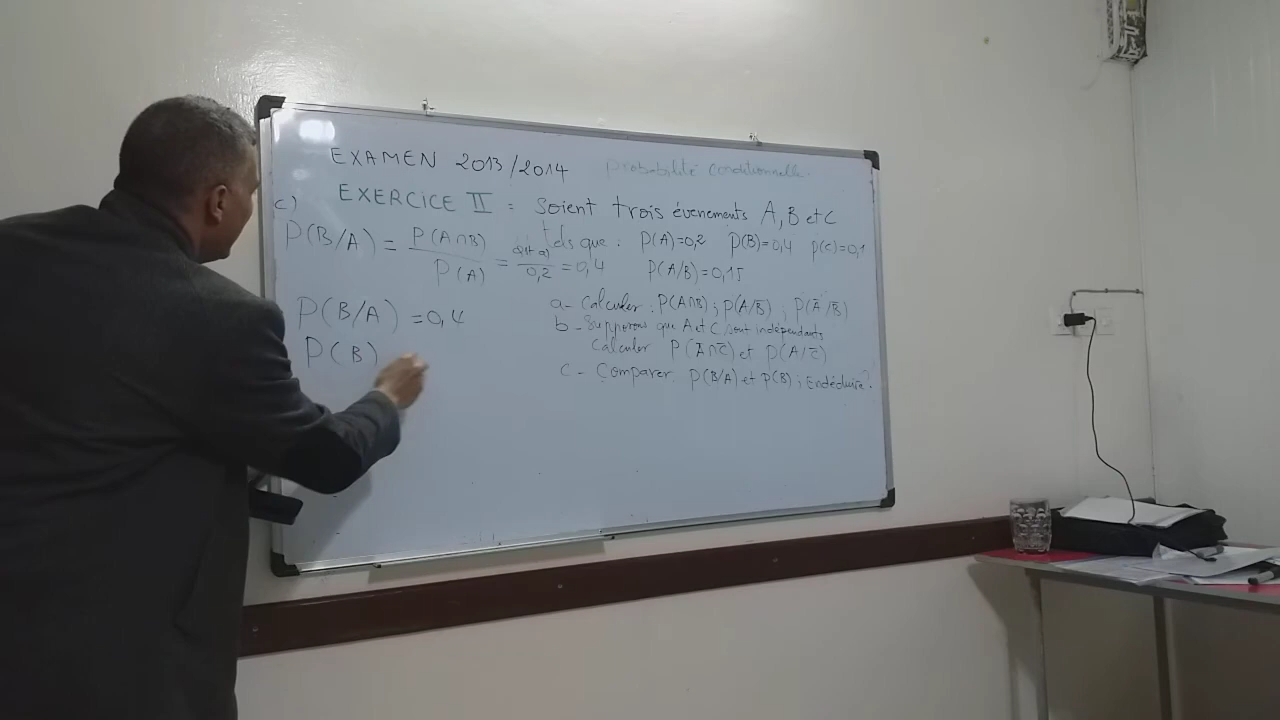 EXAMEN 2013/2014 probabilité conditionnelle.
EXERCICE II : soient trois évenements A, B et C
tels que : P(A)=0,2 P(B)=0,4 P(C)=0,1
P(A/B)=0,15
a- Calculer : P(A∩B) ; P(A/B̅) ; P(A̅/B̅)
b- Supposons que A et C sont indépendants
Calculer P(A̅∩C̅) et P(A/C̅)
c- Comparer : P(B/A) et P(B) ; En déduire ?
c)
P(B/A) = P(A∩B) / P(A) = / 0,2 = 0,4
P(B/A) = 0,4
P(B)